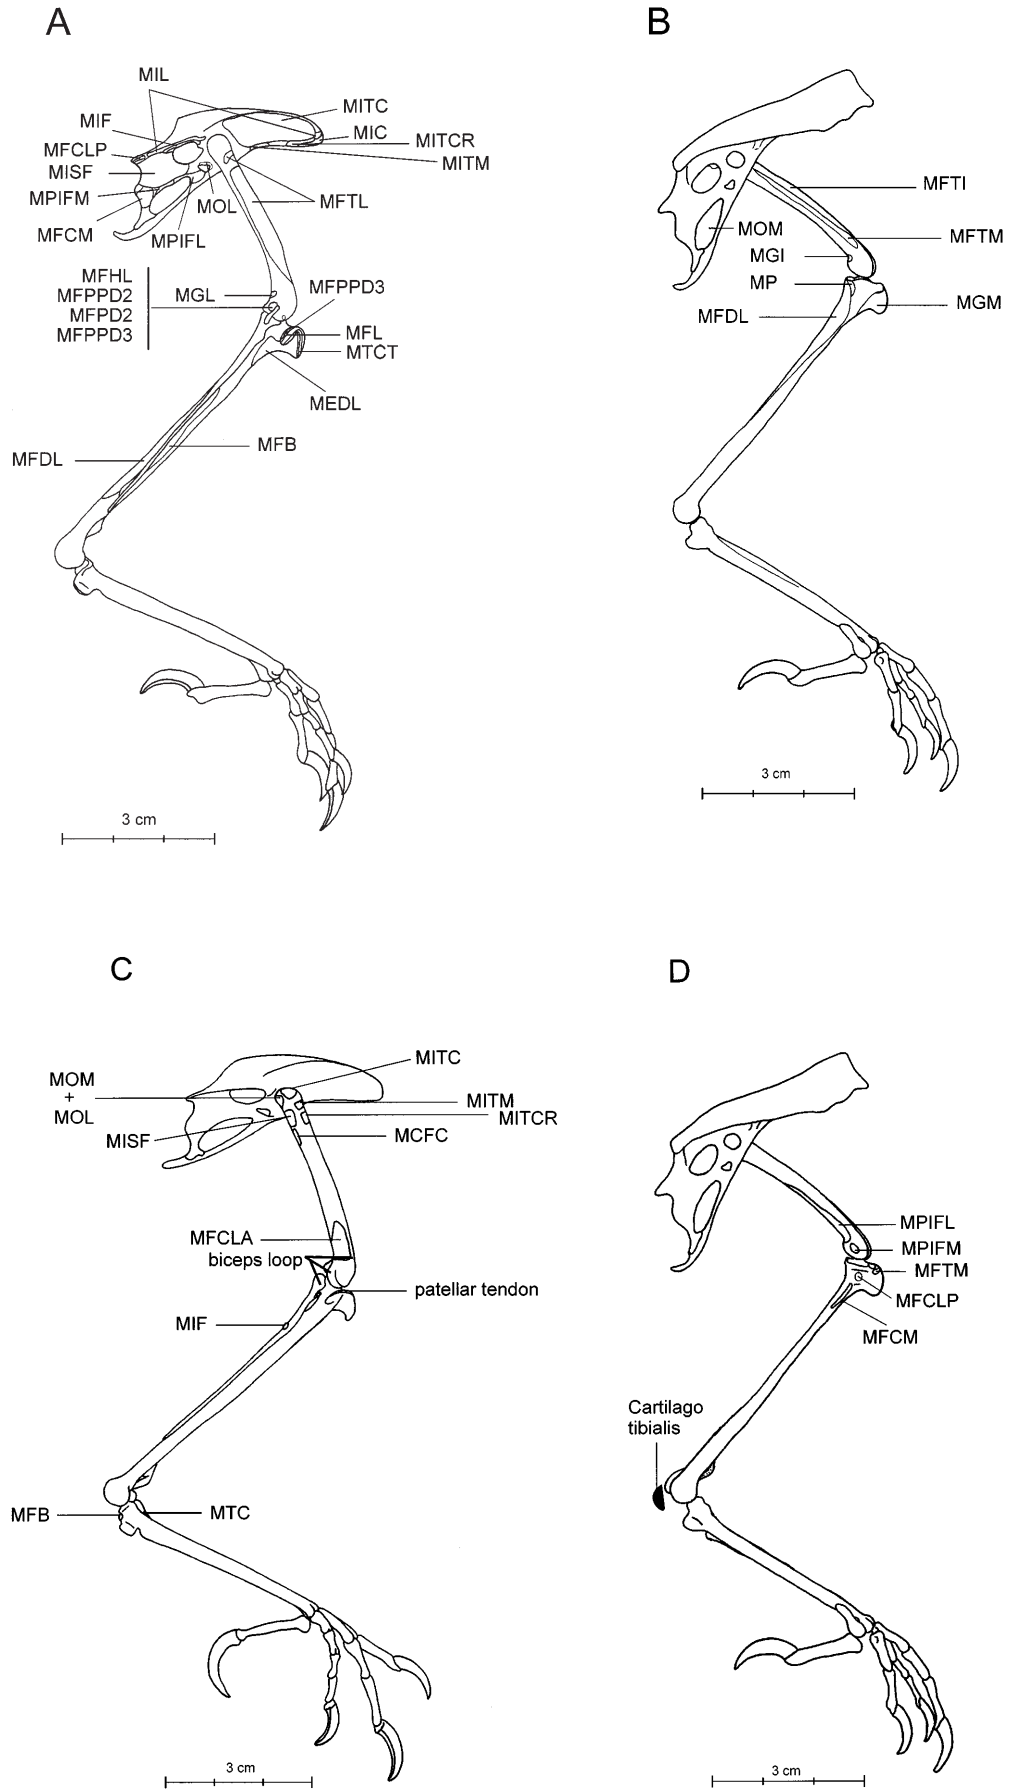 A
MIL
MITC
MIF
MIC
MITCR
MFCLP
MISF
MITM
MPIFM
MOL
MFTL
MFCM
MPIFL
MFHL
MFPPD2
MFPD2
MFPPD3
MGL
MFPPD3
MFL
MTCT
MEDL
MFB
MFDL
3 cm
B
MFTI
MOM
MFTM
MGI
MP
MGM
MFDL
3 cm
C
MITC
MOM
+
MOL
MITM
MITCR
MISF
MCFC
MFCLA
biceps loop
patellar tendon
MIF
MFB
MTC
3 cm
D
MPIFL
MPIFM
MFTM
MFCLP
MFCM
Cartilago
tibialis
3 cm